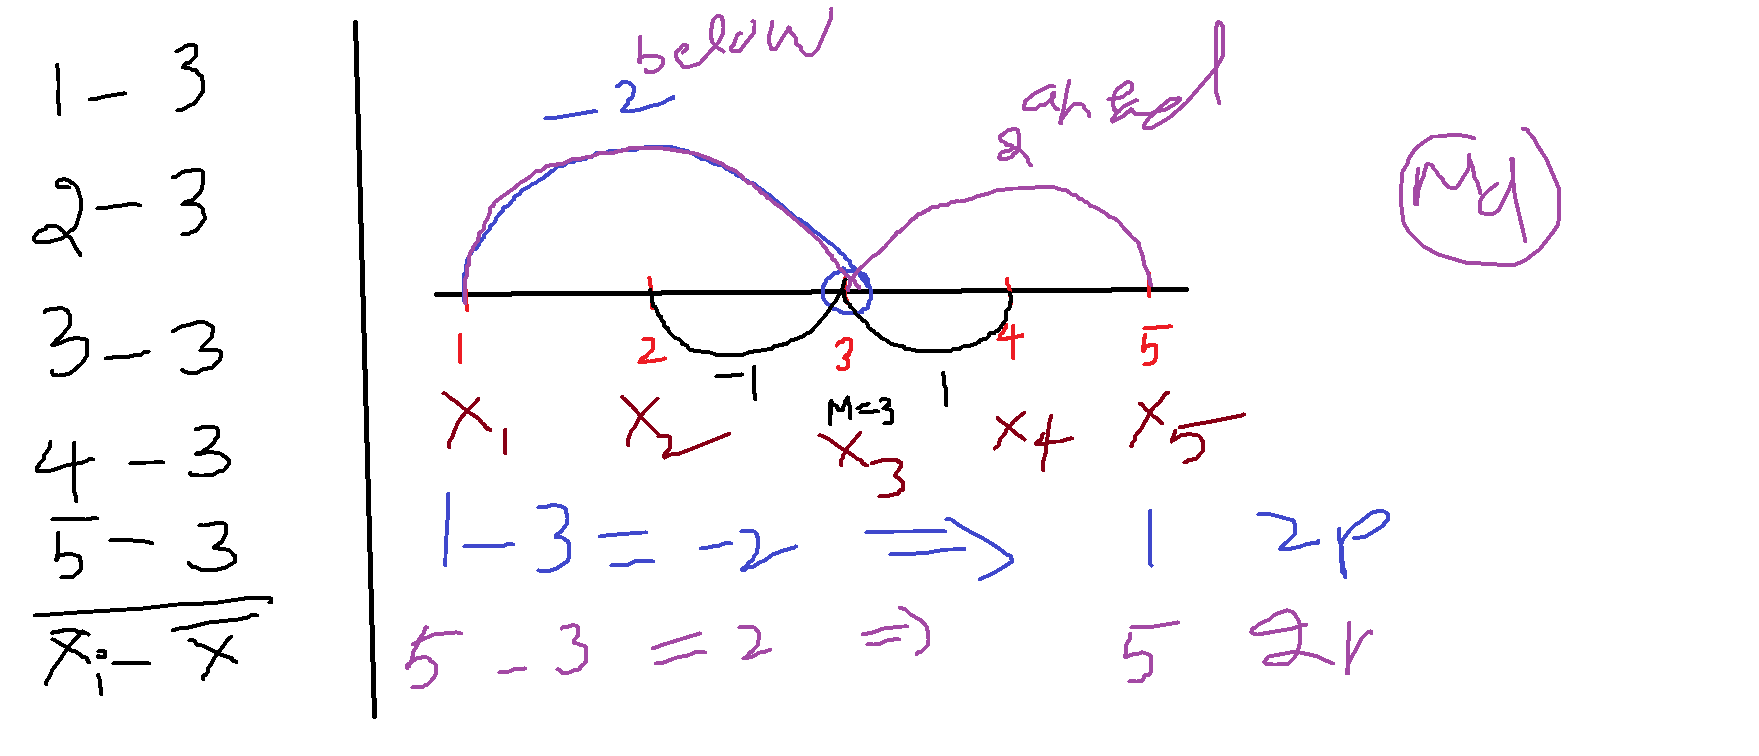 1 - 3
2 - 3
3 - 3
4 - 3
5 - 3
xᵢ - x̅
below
-2
ahead
2
Md
1 2 3 4 5
-1 1
M=3
x₁ x₂ x₃ x₄ x₅
1 - 3 = -2 ⇒ 1 2p
5 - 3 = 2 ⇒ 5